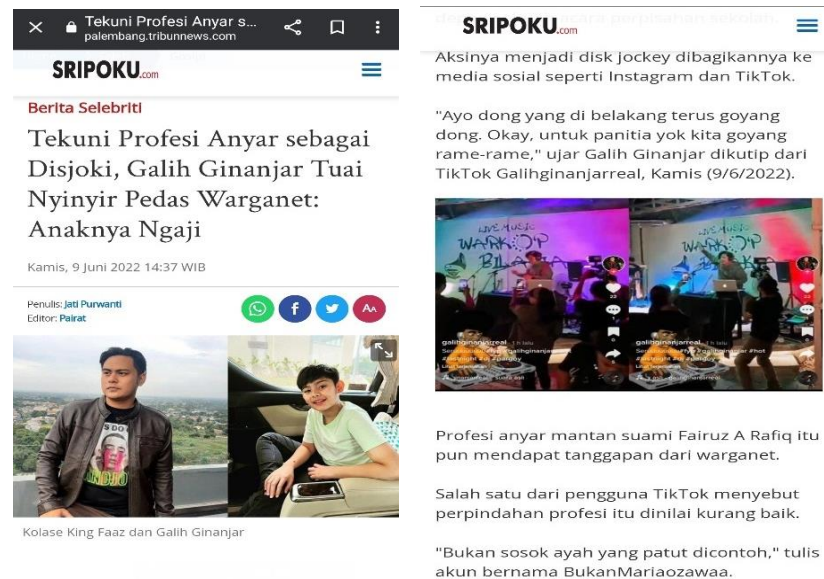 Tekuni Profesi Anyar s...
palembang.tribunnews.com
SRIPOKU.com
Berita Selebriti
Tekuni Profesi Anyar sebagai
Disjoki, Galih Ginanjar Tuai
Nyinyir Pedas Warganet:
Anaknya Ngaji
Kamis, 9 Juni 2022 14:37 WIB
Penulis: Jati Purwanti
Editor: Pairat
AA
Kolase King Faaz dan Galih Ginanjar
SRIPOKU.com
Aksinya menjadi disk jockey dibagikannya ke
media sosial seperti Instagram dan TikTok.
"Ayo dong yang di belakang terus goyang
dong. Okay, untuk panitia yok kita goyang
rame-rame," ujar Galih Ginanjar dikutip dari
TikTok Galihginanjarreal, Kamis (9/6/2022).
LIVE MUSIC
WARKOP
LIVE MUSIC
WARKOP
galihginanjarreal
galihginanjarreal
Profesi anyar mantan suami Fairuz A Rafiq itu
pun mendapat tanggapan dari warganet.
Salah satu dari pengguna TikTok menyebut
perpindahan profesi itu dinilai kurang baik.
"Bukan sosok ayah yang patut dicontoh," tulis
akun bernama BukanMariaozawaa.